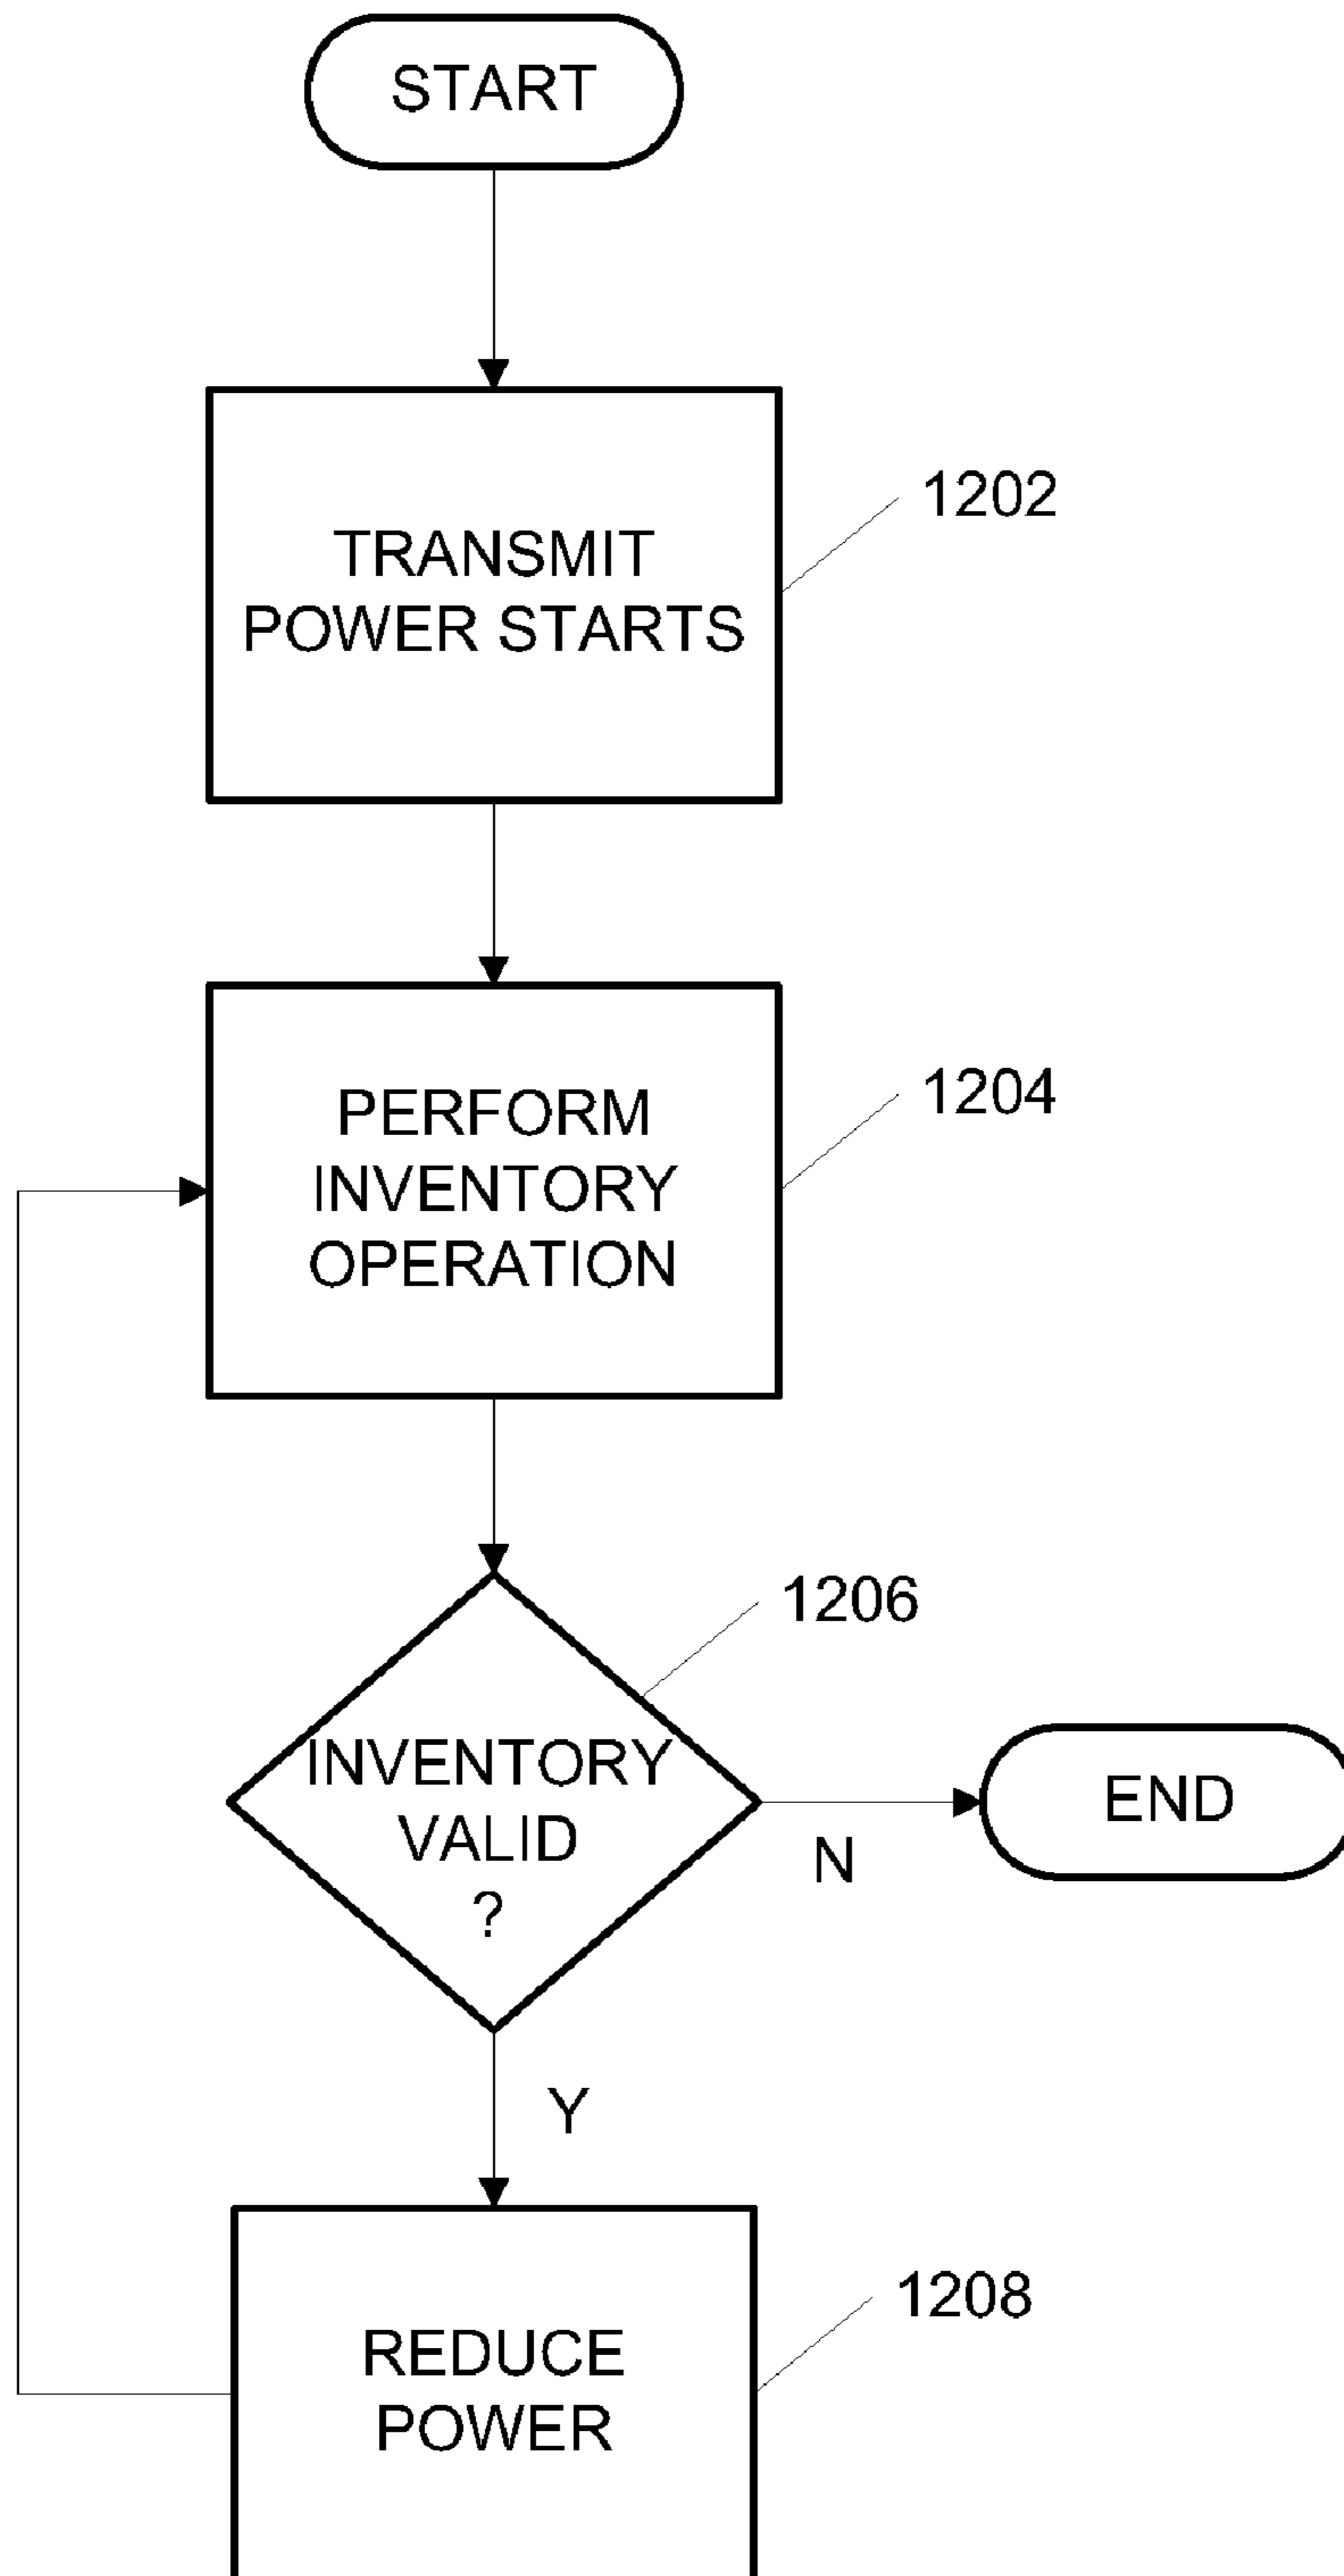 START
TRANSMIT
POWER STARTS
1202
PERFORM
INVENTORY
OPERATION
1204
INVENTORY
VALID
?
1206
N
END
Y
REDUCE
POWER
1208